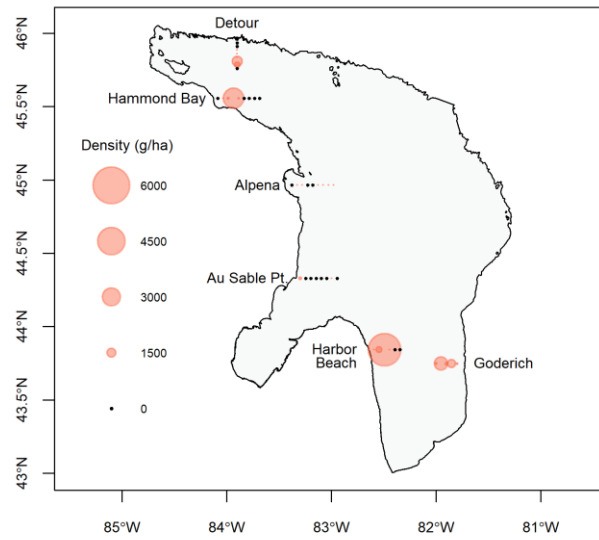 Detour
Hammond Bay
Density (g/ha)
6000
4500
3000
1500
0
Alpena
Au Sable Pt.
Harbor
Beach
Goderich
46°N
45.5°N
45°N
44.5°N
44°N
43.5°N
43°N
85°W
84°W
83°W
82°W
81°W